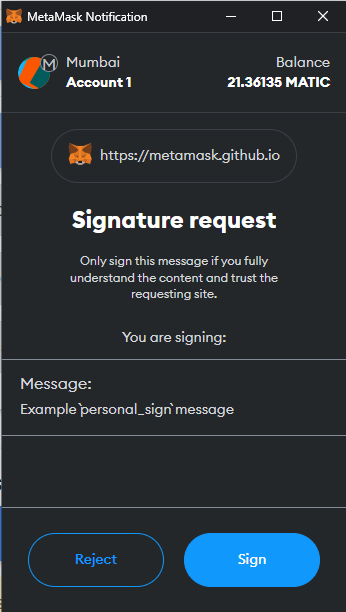 MetaMask Notification
Mumbai Balance
Account 1 21.36135 MATIC
https://metamask.github.io
Signature request
Only sign this message if you fully
understand the content and trust the
requesting site.
You are signing:
Message:
Example `personal_sign` message
Reject Sign